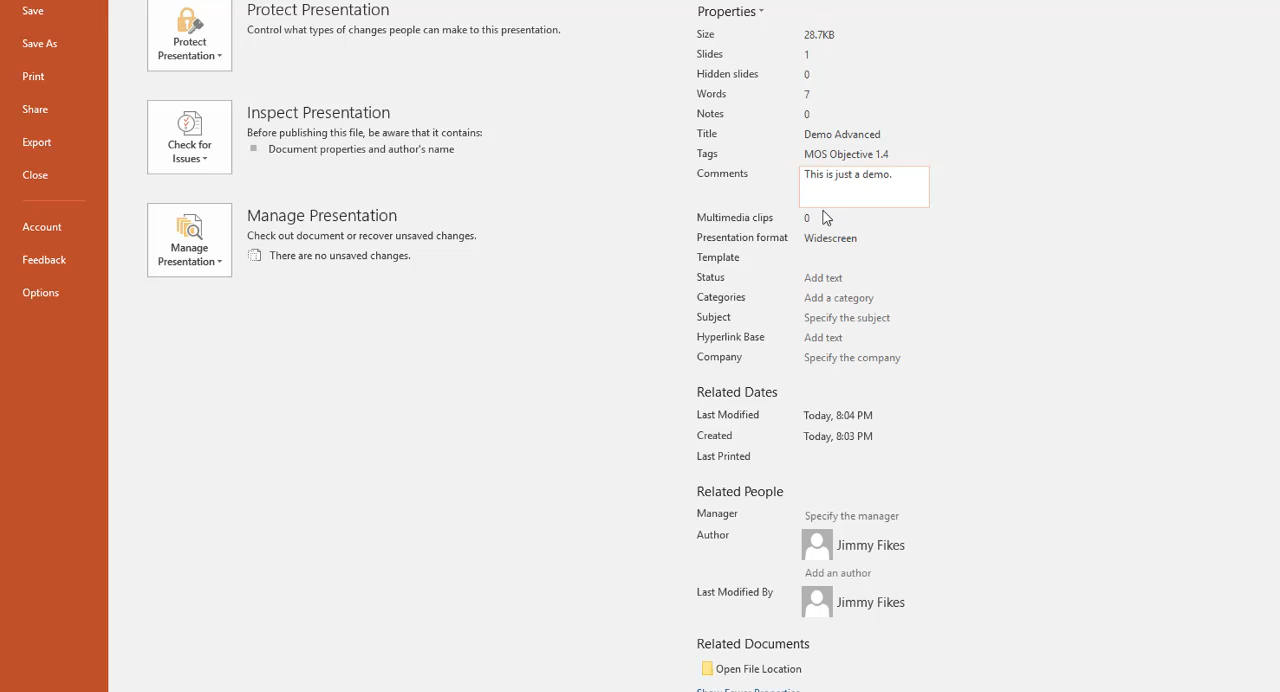 Save
Save As
Print
Share
Export
Close
Account
Feedback
Options
Protect
Presentation
Protect Presentation
Control what types of changes people can make to this presentation.
Check for
Issues
Inspect Presentation
Before publishing this file, be aware that it contains:
Document properties and author's name
Manage
Presentation
Manage Presentation
Check out document or recover unsaved changes.
There are no unsaved changes.
Properties
Size 28.7KB
Slides 1
Hidden slides 0
Words 7
Notes 0
Title Demo Advanced
Tags MOS Objective 1.4
Comments This is just a demo.
Multimedia clips 0
Presentation format Widescreen
Template
Status Add text
Categories Add a category
Subject Specify the subject
Hyperlink Base Add text
Company Specify the company
Related Dates
Last Modified Today, 8:04 PM
Created Today, 8:03 PM
Last Printed
Related People
Manager Specify the manager
Author Jimmy Fikes
Add an author
Last Modified By Jimmy Fikes
Related Documents
Open File Location
Show Fewer Properties